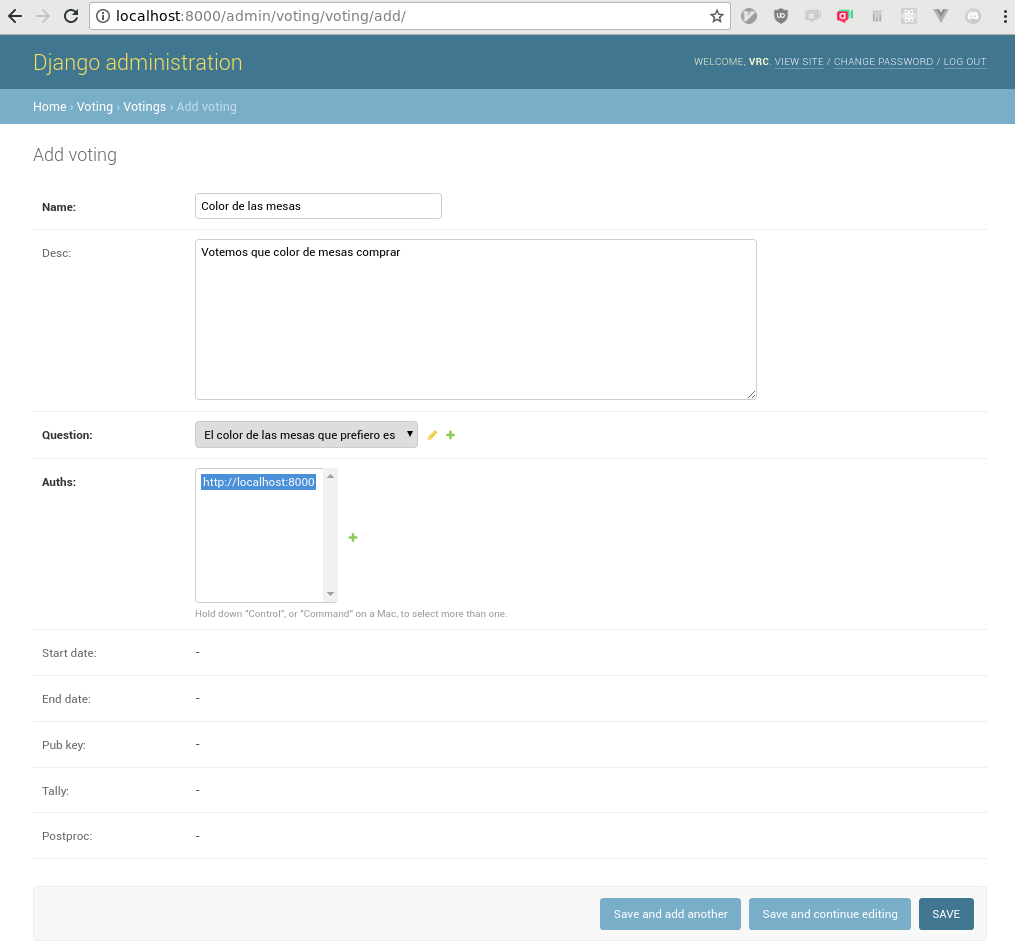 localhost:8000/admin/voting/voting/add/
Django administration
WELCOME, VRC. VIEW SITE / CHANGE PASSWORD / LOG OUT
Home › Voting › Votings › Add voting
Add voting
Name: Color de las mesas
Desc: Votemos que color de mesas comprar
Question: El color de las mesas que prefiero es
Auths: http://localhost:8000
Hold down "Control", or "Command" on a Mac, to select more than one.
Start date: -
End date: -
Pub key: -
Tally: -
Postproc: -
Save and add another Save and continue editing SAVE